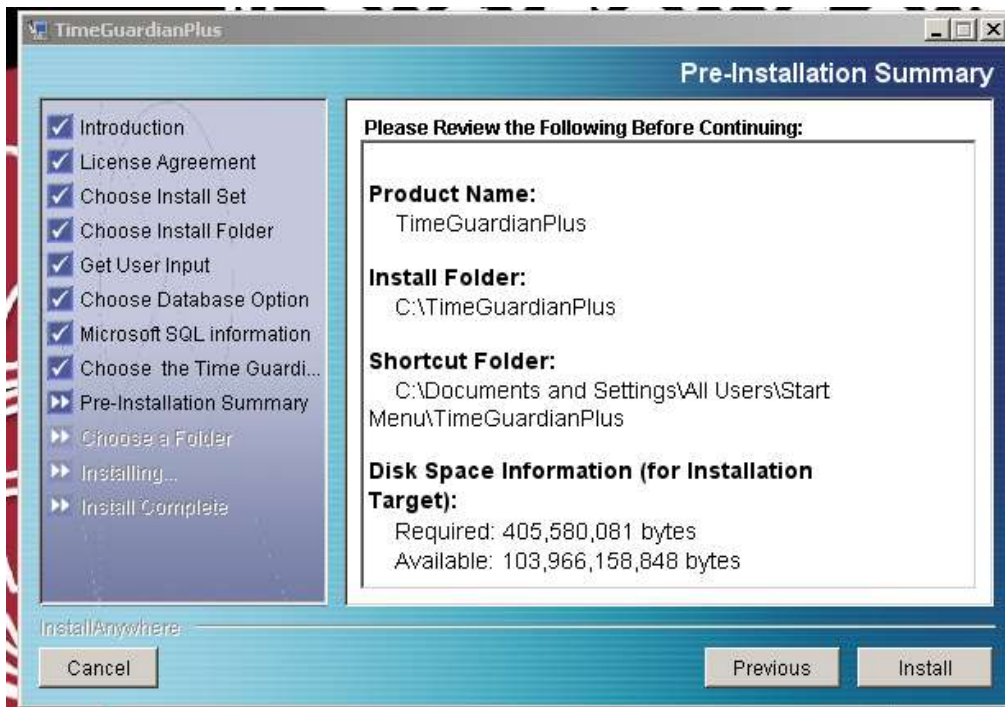 TimeGuardianPlus
Pre-Installation Summary
Introduction
License Agreement
Choose Install Set
Choose Install Folder
Get User Input
Choose Database Option
Microsoft SQL information
Choose  the Time Guardi...
Pre-Installation Summary
Choose a Folder
Installing...
Install Complete
Please Review the Following Before Continuing:
Product Name:
TimeGuardianPlus
Install Folder:
C:\TimeGuardianPlus
Shortcut Folder:
C:\Documents and Settings\All Users\Start
Menu\TimeGuardianPlus
Disk Space Information (for Installation
Target):
Required: 405,580,081 bytes
Available: 103,966,158,848 bytes
InstallAnywhere
Cancel
Previous
Install